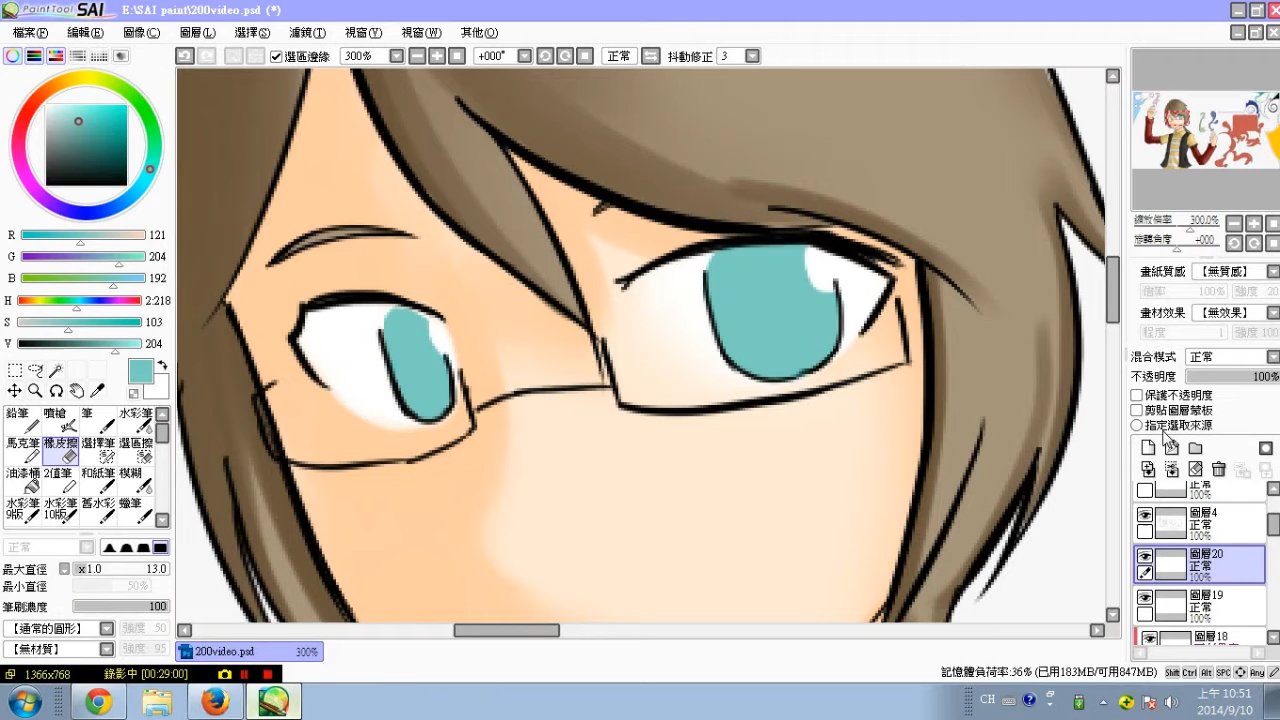 PaintTool SAI E:\SAI paint\200video.psd (*)
檔案(F) 編輯(E) 圖像(C) 圖層(L) 選擇(S) 濾鏡(T) 視窗(V) 視窗(W) 其他(O)
選區邊緣 300% +000° 正常 抖動修正 3
R 121
G 204
B 192
H 2:218
S 103
V 204
鉛筆 噴槍 筆 水彩筆
馬克筆 橡皮擦 選擇筆 選區擦
油漆桶 2值筆 和紙筆 模糊
水彩筆9版 水彩筆10版 舊水彩 蠟筆
正常
最大直徑 x1.0 13.0
最小直徑 50%
筆刷濃度 100
【通常的圓形】 強度 50
【無材質】 強度 95
縮放倍率 300.0%
旋轉角度 +000
畫紙質感 【無質感】
倍率 100% 強度 20
畫材效果 【無效果】
程度 1 強度 100
混合模式 正常
不透明度 100%
保護不透明度
剪貼圖層蒙板
指定選取來源
正常
100%
圖層4
正常
100%
圖層20
正常
100%
圖層19
正常
100%
圖層18
200video.psd 300%
記憶體負荷率:36% (已用183MB/可用847MB) Shift Ctrl Alt SPC Any
1366x768 錄影中 [00:29:00]
CH
上午 10:51
2014/9/10